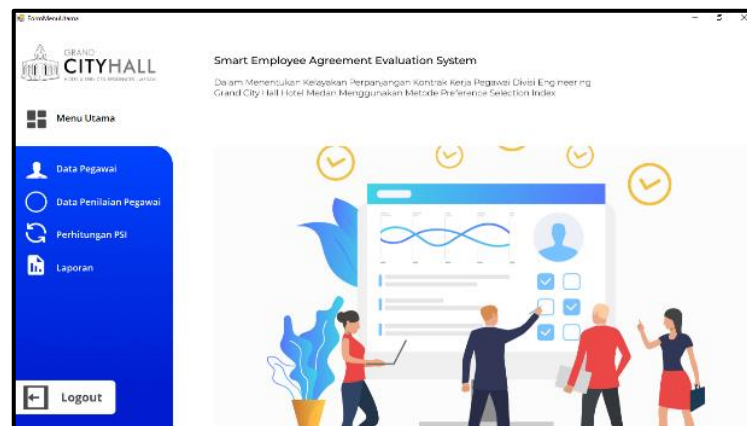 FormMenuUtama
GRAND
CITYHALL
Menu Utama
Data Pegawai
Data Penilaian Pegawai
Perhitungan PSI
Laporan
Logout
Smart Employee Agreement Evaluation System
Dalam Menentukan Kelayakan Perpanjangan Kontrak Kerja Pegawai Divisi Engineering
Grand City Hall Hotel Medan Menggunakan Metode Preference Selection Index